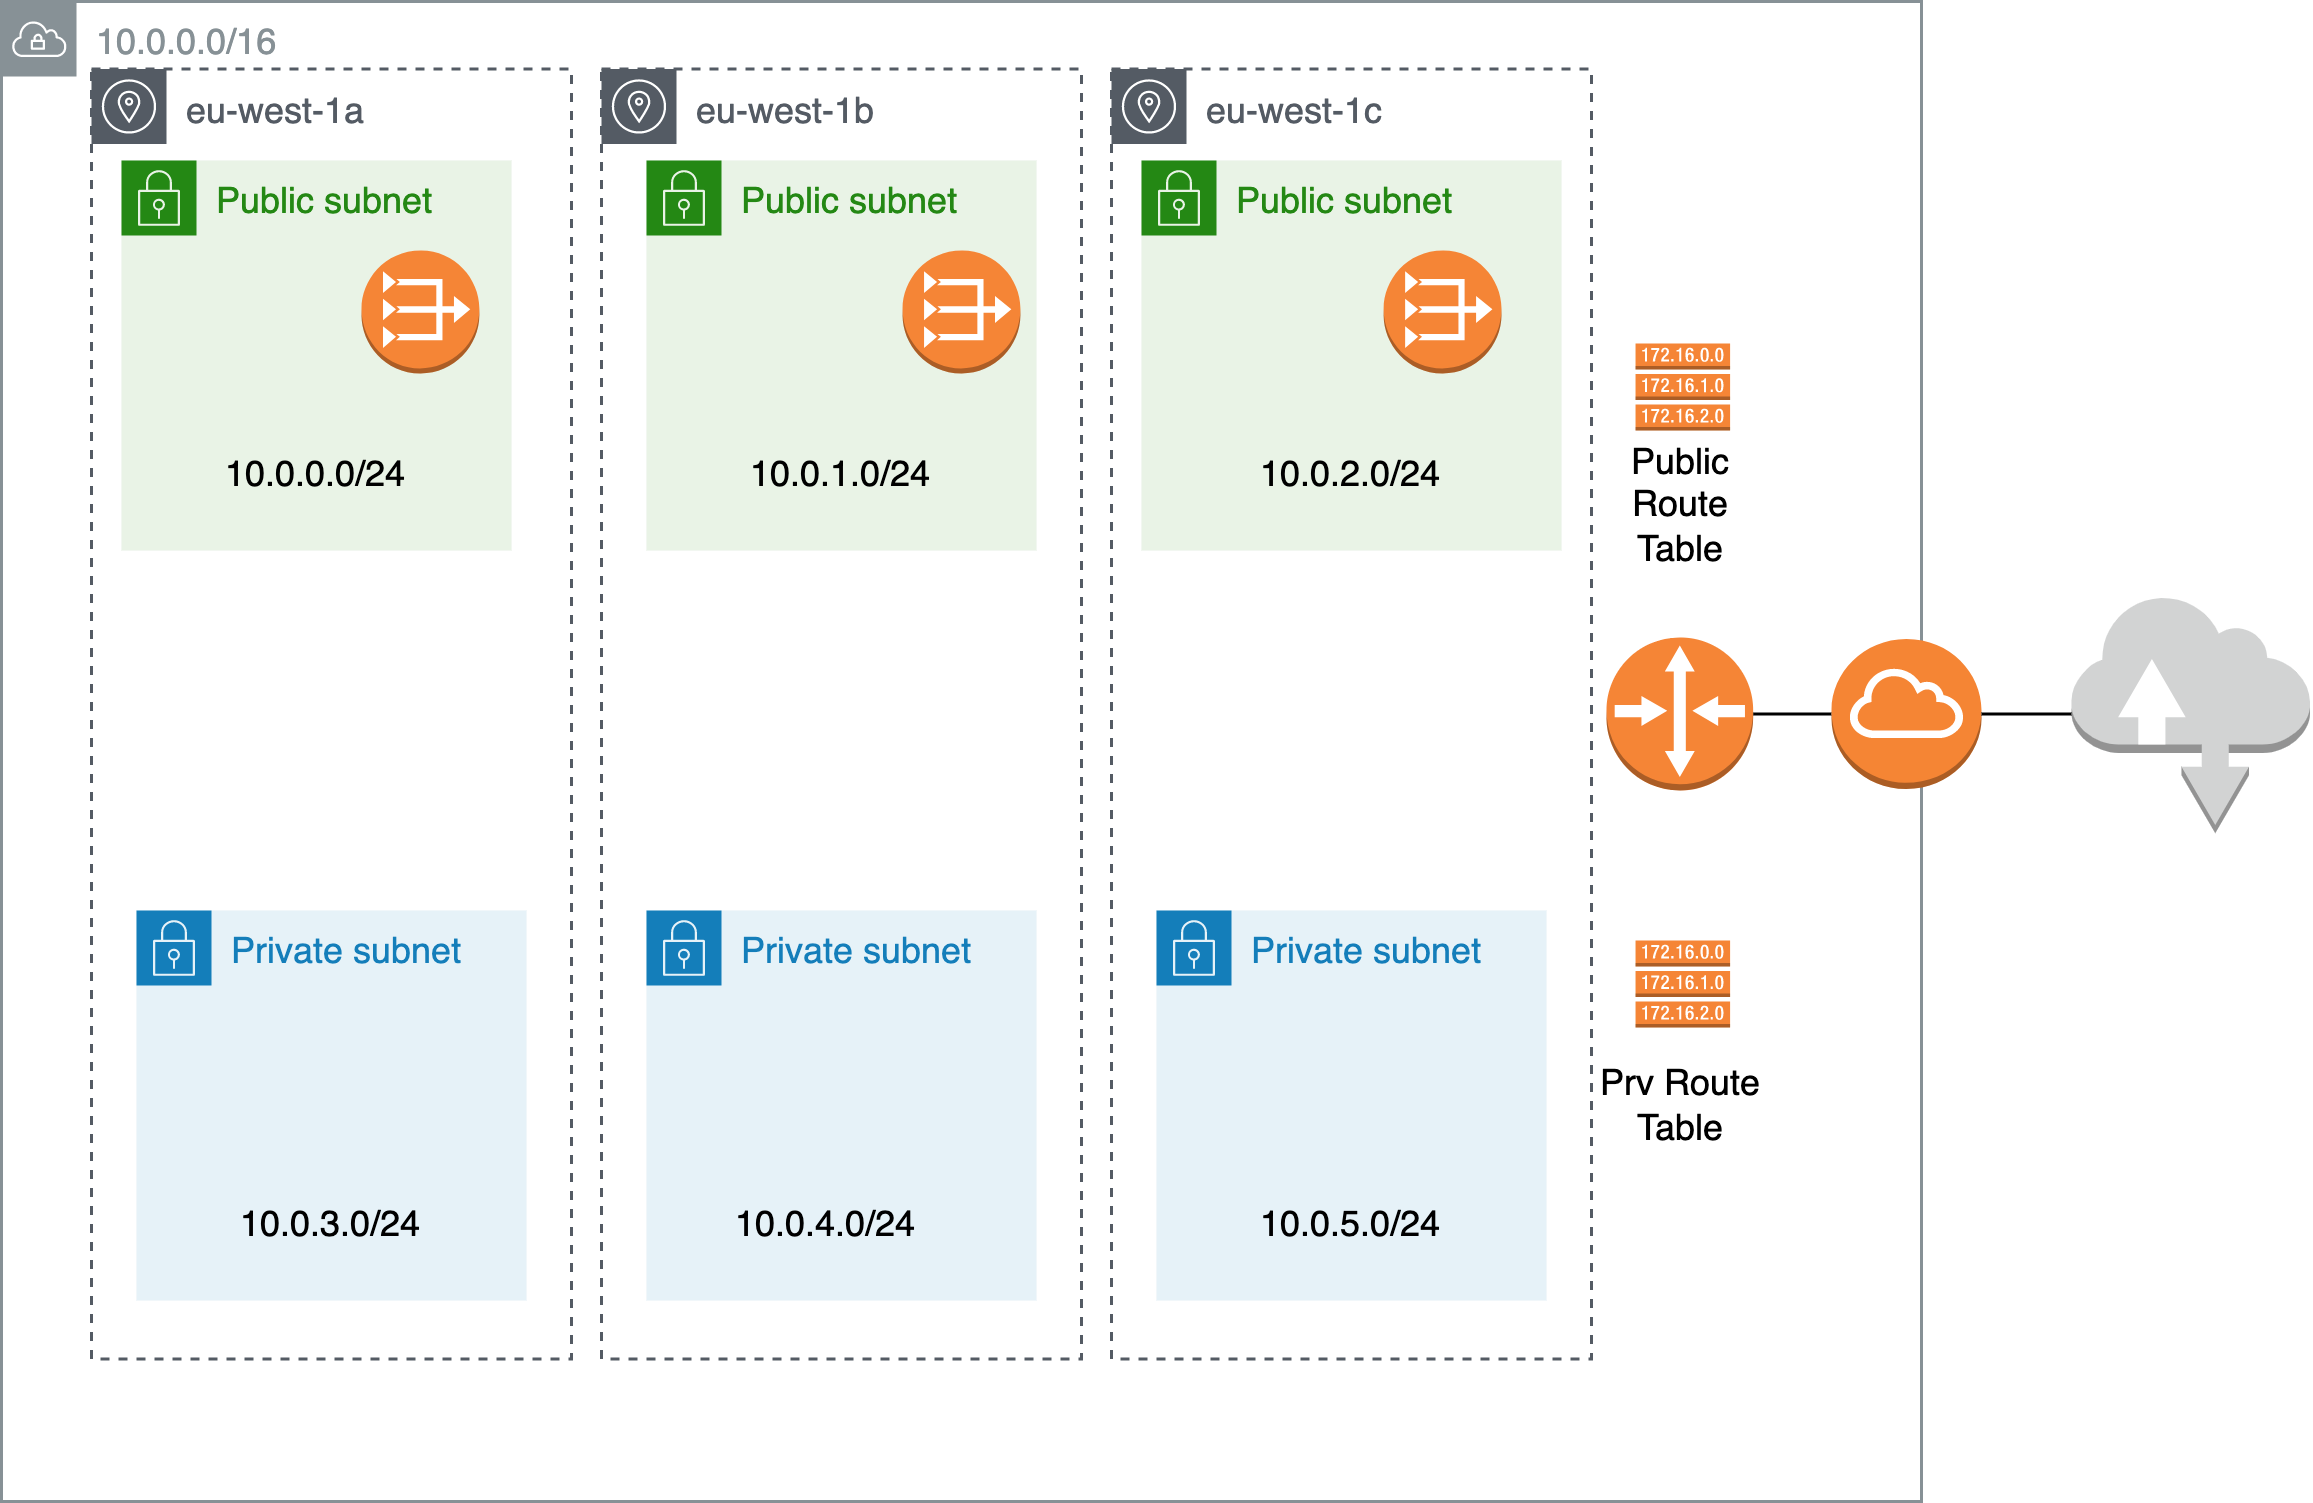 10.0.0.0/16
eu-west-1a
eu-west-1b
eu-west-1c
Public subnet
Public subnet
Public subnet
172.16.0.0
172.16.1.0
172.16.2.0
Public
Route
Table
10.0.0.0/24
10.0.1.0/24
10.0.2.0/24
Private subnet
Private subnet
Private subnet
172.16.0.0
172.16.1.0
172.16.2.0
Prv Route
Table
10.0.3.0/24
10.0.4.0/24
10.0.5.0/24